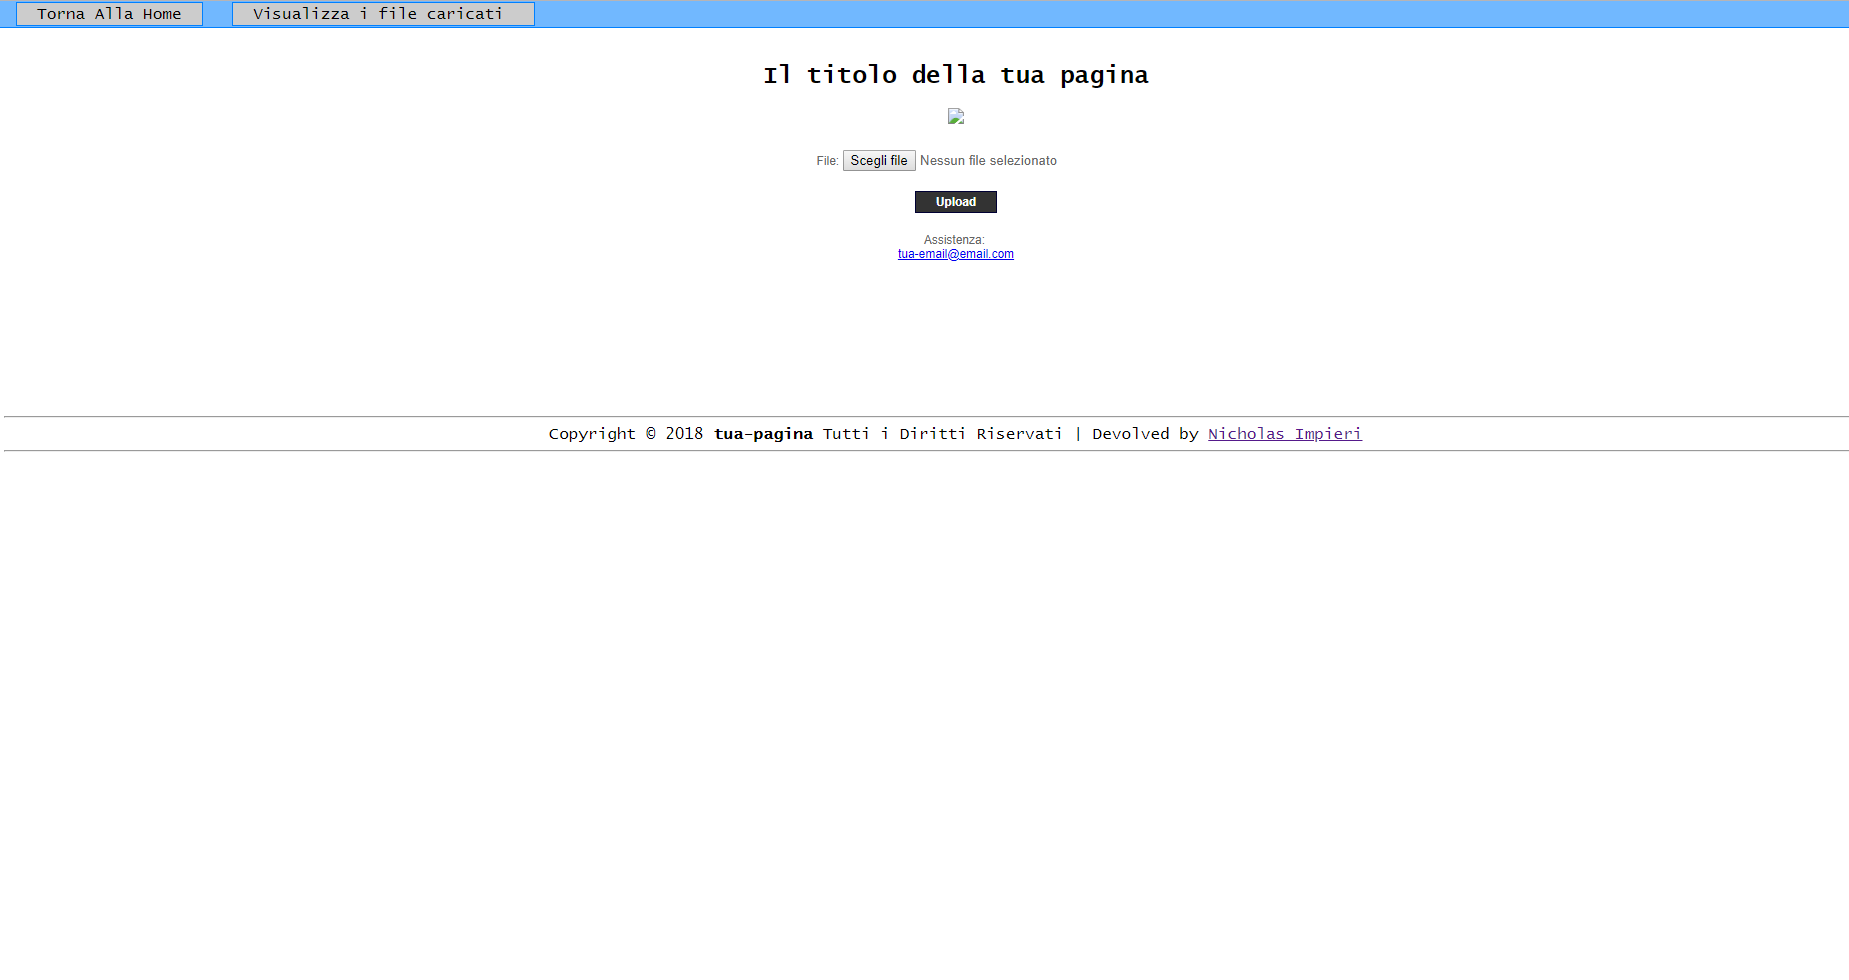 Torna Alla Home
Visualizza i file caricati
Il titolo della tua pagina
File: Scegli file Nessun file selezionato
Upload
Assistenza:
tua-email@email.com
Copyright © 2018 tua-pagina Tutti i Diritti Riservati | Devolved by Nicholas Impieri